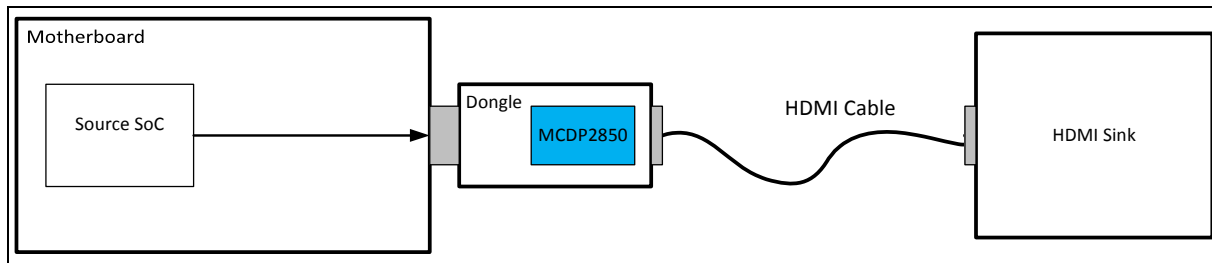 Motherboard
Source SoC
Dongle
MCDP2850
HDMI Cable
HDMI Sink